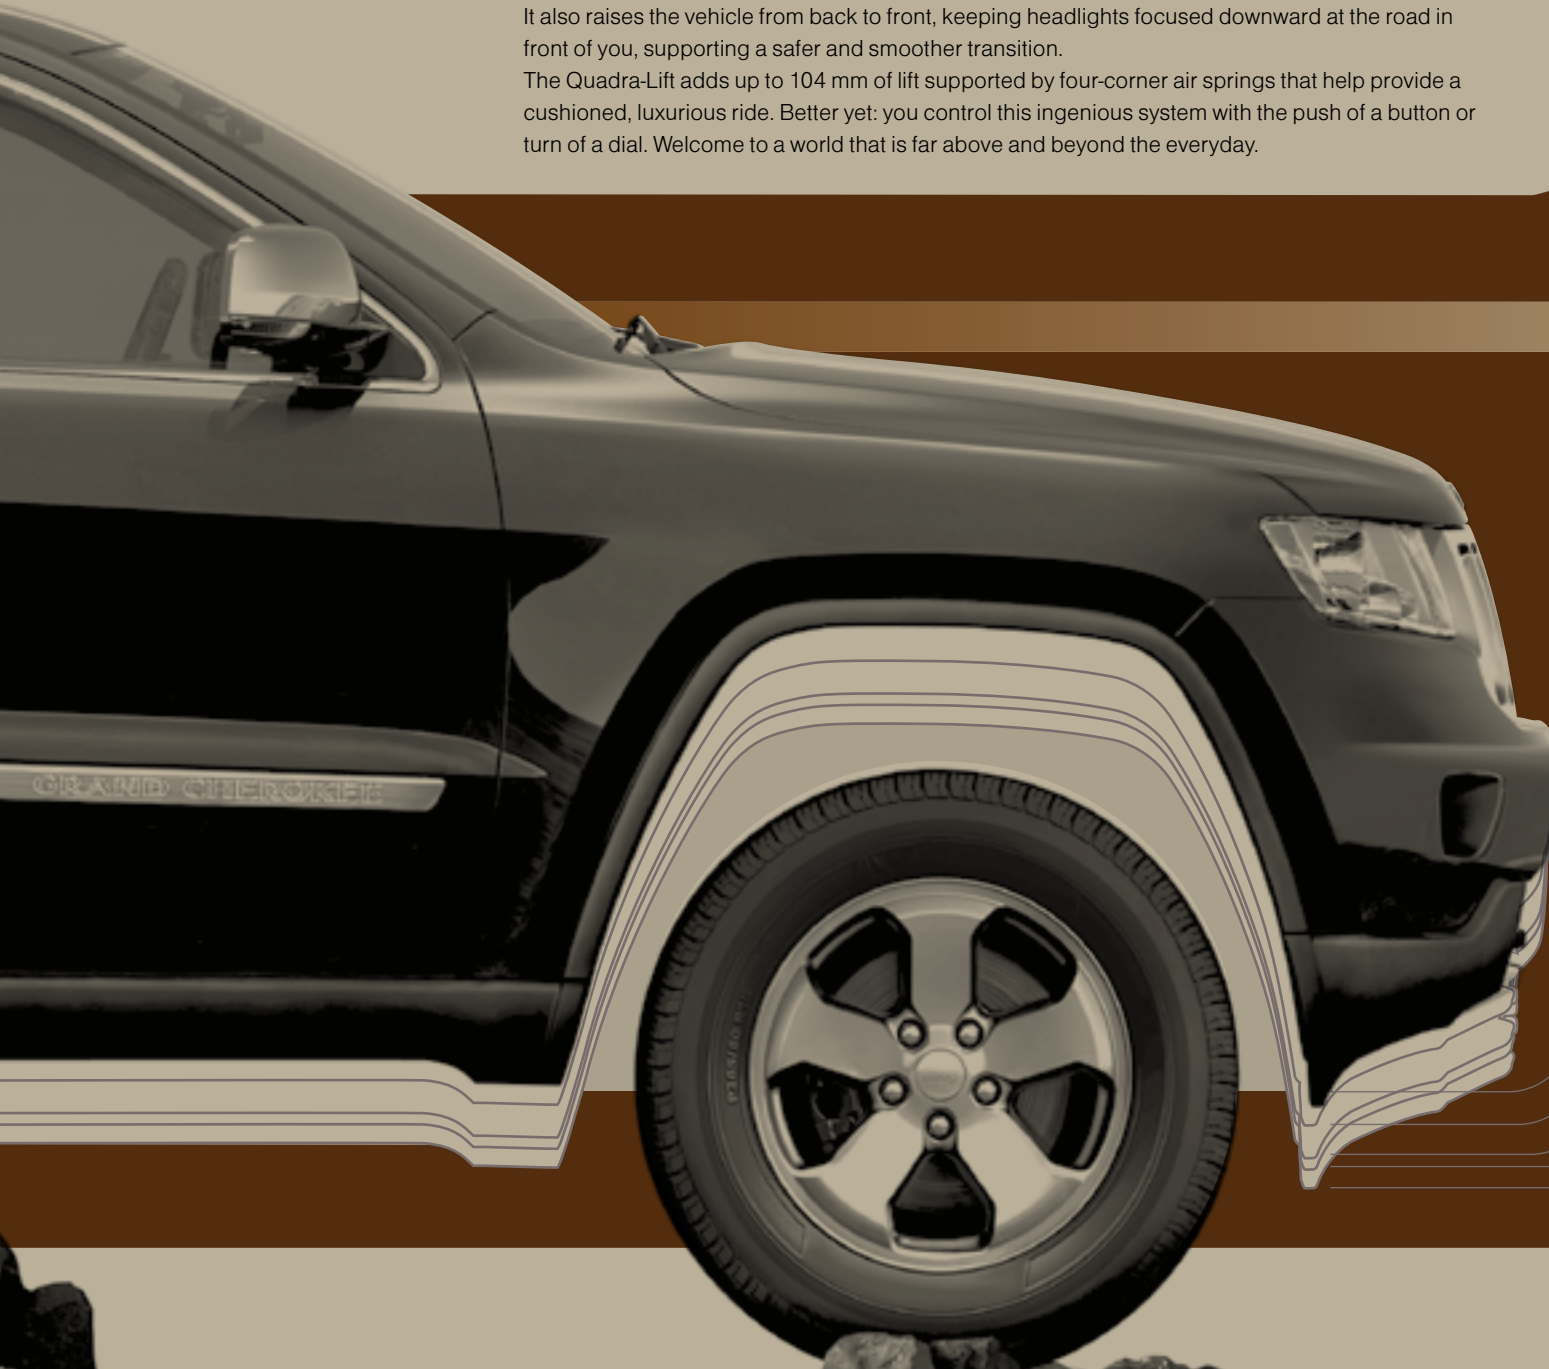 It also raises the vehicle from back to front, keeping headlights focused downward at the road in
front of you, supporting a safer and smoother transition.
The Quadra-Lift adds up to 104 mm of lift supported by four-corner air springs that help provide a
cushioned, luxurious ride. Better yet: you control this ingenious system with the push of a button or
turn of a dial. Welcome to a world that is far above and beyond the everyday.
GRAND CHEROKEE